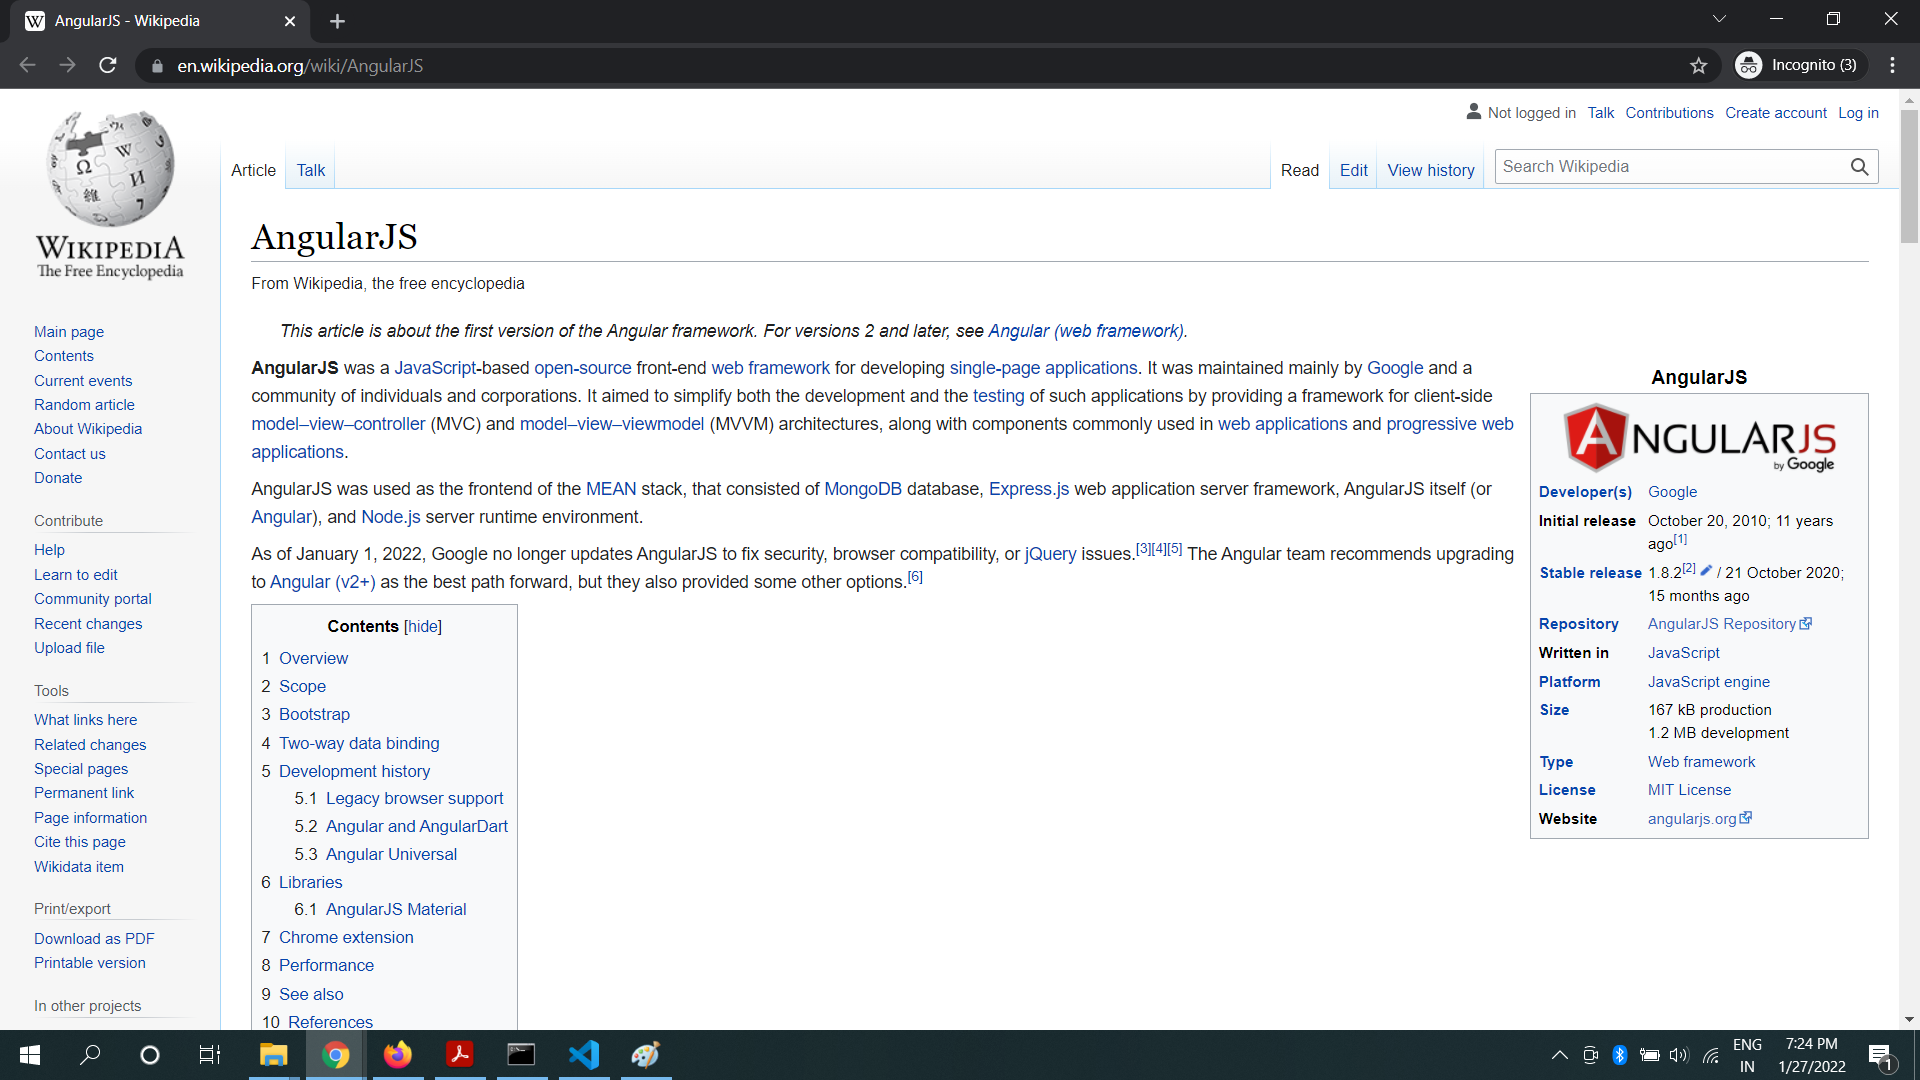 AngularJS - Wikipedia
en.wikipedia.org/wiki/AngularJS
Incognito (3)
Not logged in Talk Contributions Create account Log in
Article Talk
Read Edit View history
Search Wikipedia
WIKIPEDIA
The Free Encyclopedia
Main page
Contents
Current events
Random article
About Wikipedia
Contact us
Donate
Contribute
Help
Learn to edit
Community portal
Recent changes
Upload file
Tools
What links here
Related changes
Special pages
Permanent link
Page information
Cite this page
Wikidata item
Print/export
Download as PDF
Printable version
In other projects
AngularJS
From Wikipedia, the free encyclopedia
This article is about the first version of the Angular framework. For versions 2 and later, see Angular (web framework).
AngularJS was a JavaScript-based open-source front-end web framework for developing single-page applications. It was maintained mainly by Google and a
community of individuals and corporations. It aimed to simplify both the development and the testing of such applications by providing a framework for client-side
model–view–controller (MVC) and model–view–viewmodel (MVVM) architectures, along with components commonly used in web applications and progressive web
applications.
AngularJS was used as the frontend of the MEAN stack, that consisted of MongoDB database, Express.js web application server framework, AngularJS itself (or
Angular), and Node.js server runtime environment.
As of January 1, 2022, Google no longer updates AngularJS to fix security, browser compatibility, or jQuery issues.[3][4][5] The Angular team recommends upgrading
to Angular (v2+) as the best path forward, but they also provided some other options.[6]
Contents [hide]
1 Overview
2 Scope
3 Bootstrap
4 Two-way data binding
5 Development history
5.1 Legacy browser support
5.2 Angular and AngularDart
5.3 Angular Universal
6 Libraries
6.1 AngularJS Material
7 Chrome extension
8 Performance
9 See also
10 References
AngularJS
ANGULARJS
by Google
Developer(s) Google
Initial release October 20, 2010; 11 years
ago[1]
Stable release 1.8.2[2] / 21 October 2020;
15 months ago
Repository AngularJS Repository
Written in JavaScript
Platform JavaScript engine
Size 167 kB production
1.2 MB development
Type Web framework
License MIT License
Website angularjs.org
ENG
IN
7:24 PM
1/27/2022
1